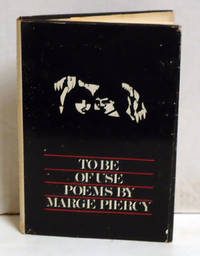 TO BE
OF USE
POEMS BY
MARGE PIERCY